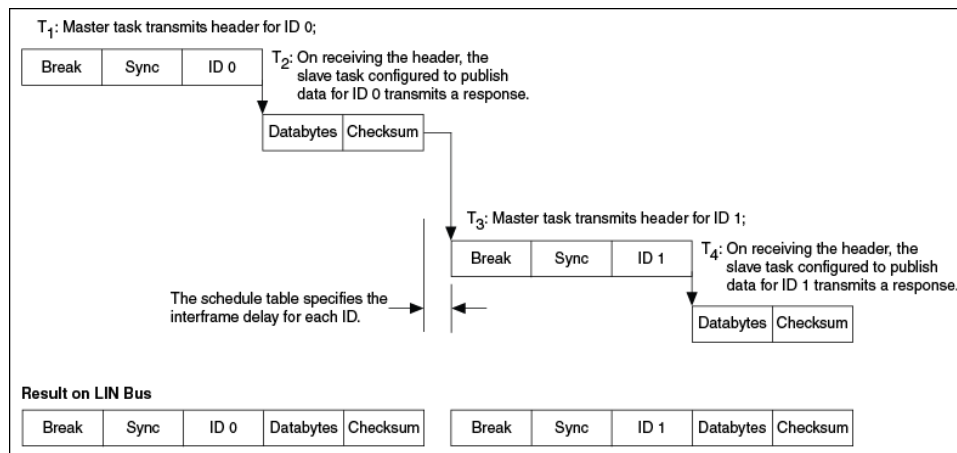 T1: Master task transmits header for ID 0;
Break Sync ID 0
T2: On receiving the header, the
slave task configured to publish
data for ID 0 transmits a response.
Databytes Checksum
T3: Master task transmits header for ID 1;
Break Sync ID 1
T4: On receiving the header, the
slave task configured to publish
data for ID 1 transmits a response.
The schedule table specifies the
interframe delay for each ID.
Databytes Checksum
Result on LIN Bus
Break Sync ID 0 Databytes Checksum Break Sync ID 1 Databytes Checksum